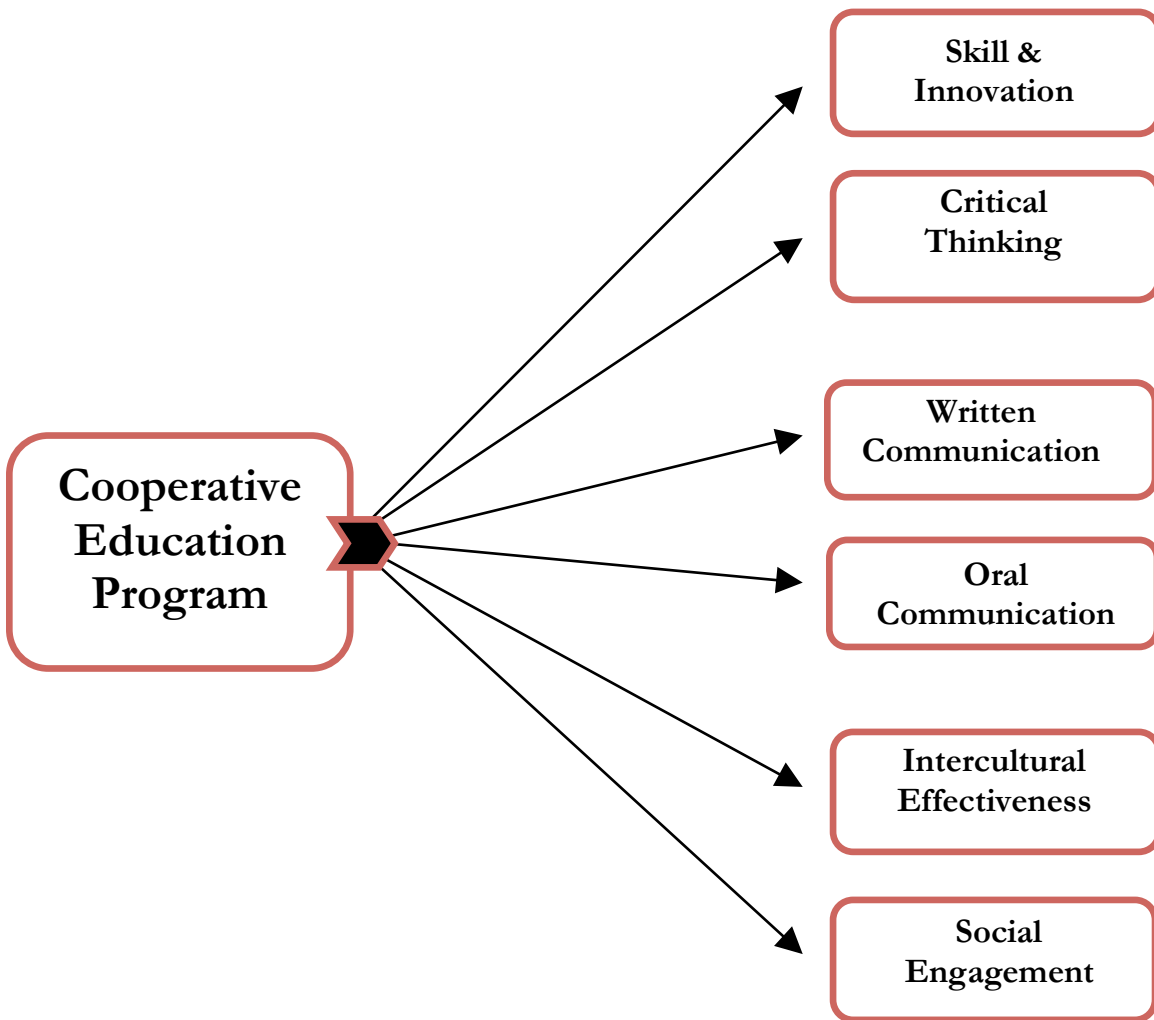 Skill &
Innovation
Critical
Thinking
Written
Communication
Cooperative
Education
Program
Oral
Communication
Intercultural
Effectiveness
Social
Engagement